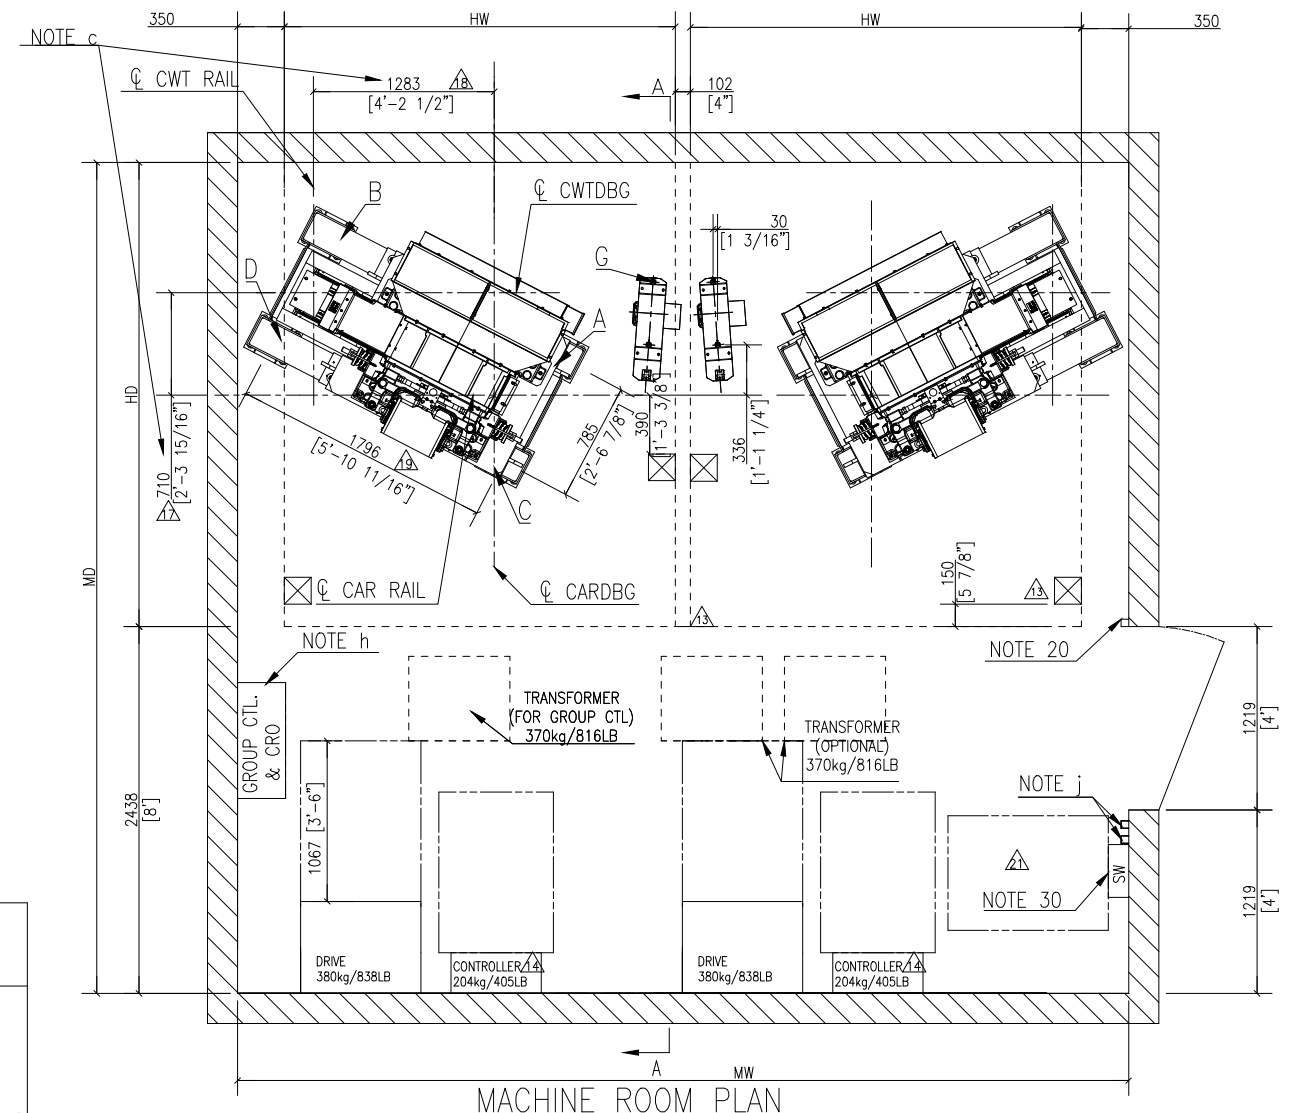 350
HW
HW
350
NOTE c
℄ CWT RAIL
1283
18
[4'-2 1/2"]
A
102
[4"]
B
℄ CWTDBG
30
[1 3/16"]
G
D
A
HD
MD
1796
[5'-10 11/16"]
19
785
[2'-6 7/8"]
390
1'-3 3/8
336
[1'-1 1/4"]
710
[2'-3 15/16"]
17
C
150
[5 7/8"]
13
℄ CAR RAIL
℄ CARDBG
13
NOTE h
NOTE 20
GROUP CTL.
& CRO
TRANSFORMER
(FOR GROUP CTL)
370kg/816LB
TRANSFORMER
(OPTIONAL)
370kg/816LB
1219
[4']
2438
[8']
1067 [3'-6"]
NOTE j
21
SW
NOTE 30
1219
[4']
DRIVE
380kg/838LB
CONTROLLER
14
204kg/405LB
DRIVE
380kg/838LB
CONTROLLER
14
204kg/405LB
A
MW
MACHINE ROOM PLAN